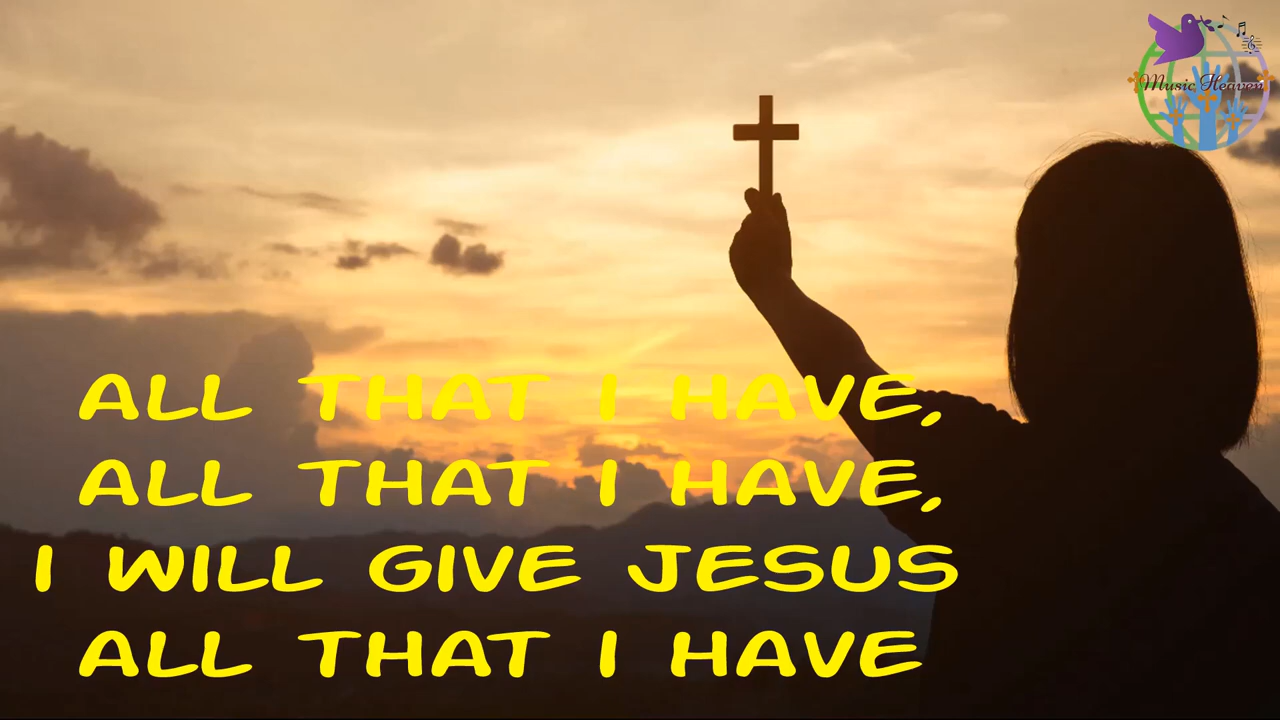 Music Heaven
ALL THAT I HAVE,
ALL THAT I HAVE,
I WILL GIVE JESUS
ALL THAT I HAVE